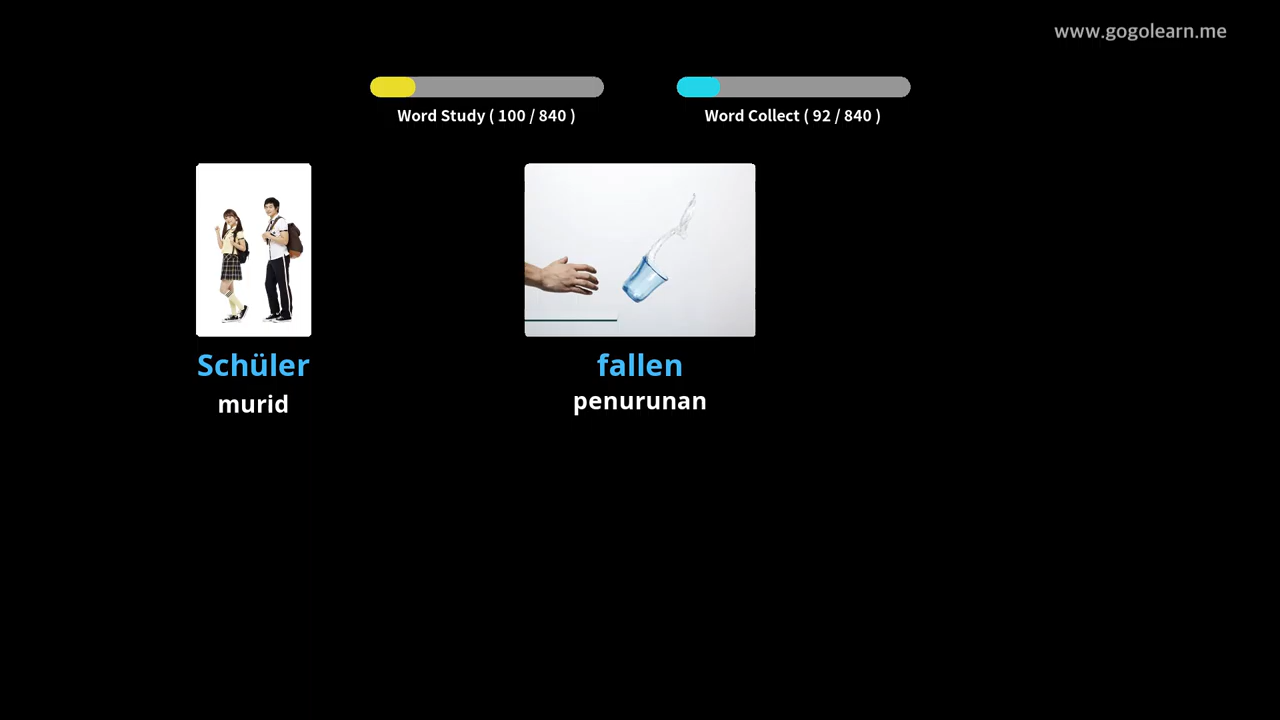 www.gogolearn.me
Word Study ( 100 / 840 )
Word Collect ( 92 / 840 )
Schüler
murid
fallen
penurunan